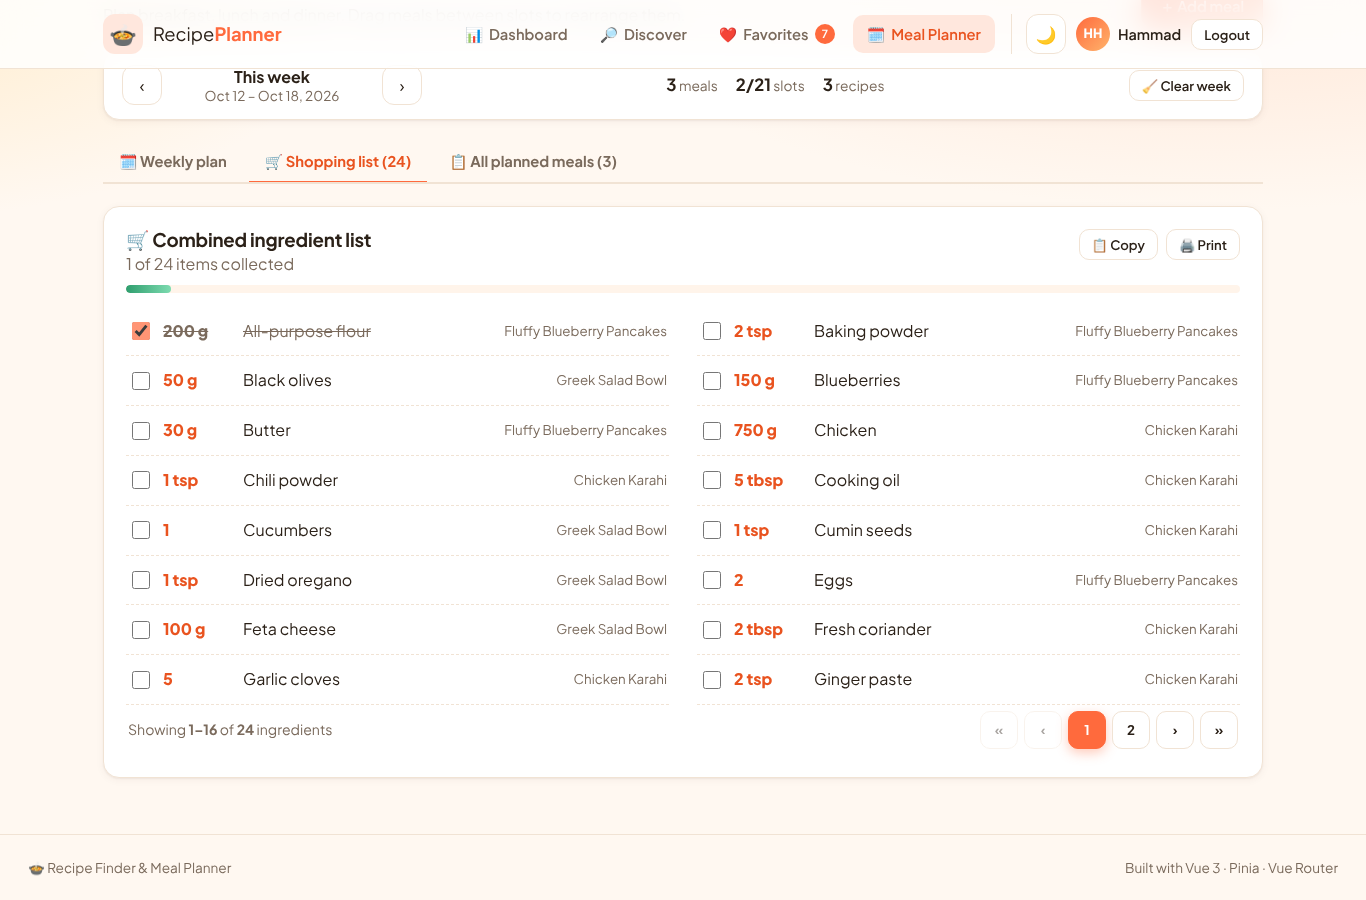 RecipePlanner
📊 Dashboard
🔎 Discover
❤️ Favorites 7
🗓️ Meal Planner
🌙
HH Hammad
Logout
‹
This week
Oct 12 – Oct 18, 2026
›
3 meals 2/21 slots 3 recipes
🧹 Clear week
🗓️ Weekly plan
🛒 Shopping list (24)
📋 All planned meals (3)
🛒 Combined ingredient list
1 of 24 items collected
📋 Copy
🖨️ Print
200 g All-purpose flour Fluffy Blueberry Pancakes
2 tsp Baking powder Fluffy Blueberry Pancakes
50 g Black olives Greek Salad Bowl
150 g Blueberries Fluffy Blueberry Pancakes
30 g Butter Fluffy Blueberry Pancakes
750 g Chicken Chicken Karahi
1 tsp Chili powder Chicken Karahi
5 tbsp Cooking oil Chicken Karahi
1 Cucumbers Greek Salad Bowl
1 tsp Cumin seeds Chicken Karahi
1 tsp Dried oregano Greek Salad Bowl
2 Eggs Fluffy Blueberry Pancakes
100 g Feta cheese Greek Salad Bowl
2 tbsp Fresh coriander Chicken Karahi
5 Garlic cloves Chicken Karahi
2 tsp Ginger paste Chicken Karahi
Showing 1–16 of 24 ingredients
« ‹ 1 2 › »
🍲 Recipe Finder & Meal Planner
Built with Vue 3 · Pinia · Vue Router